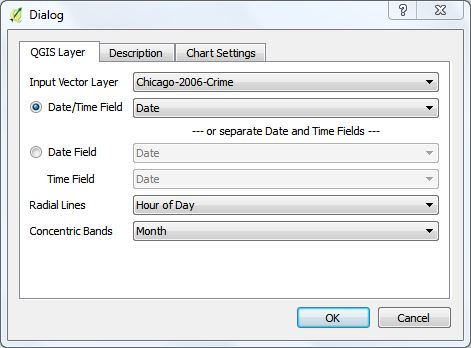 Dialog
QGIS Layer Description Chart Settings
Input Vector Layer Chicago-2006-Crime
Date/Time Field Date
--- or separate Date and Time Fields ---
Date Field Date
Time Field Date
Radial Lines Hour of Day
Concentric Bands Month
OK Cancel